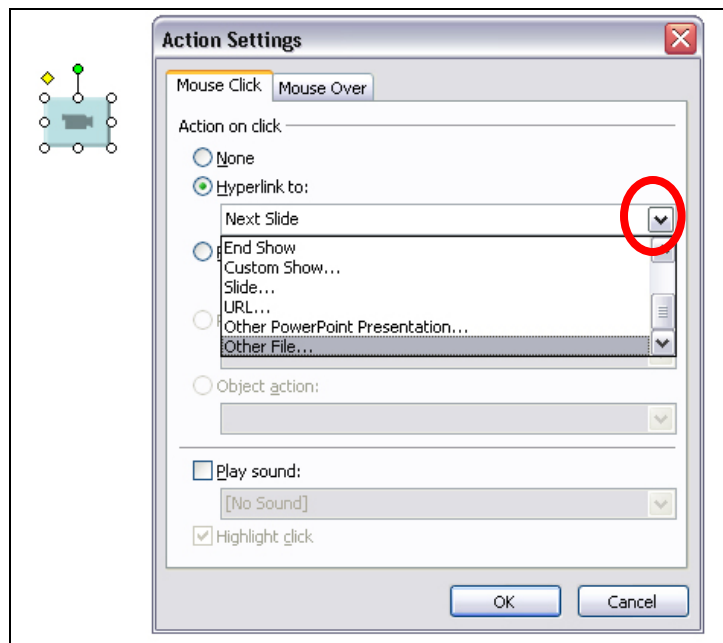 Action Settings
Mouse Click Mouse Over
Action on click
None
Hyperlink to:
Next Slide
End Show
Custom Show...
Slide...
URL...
Other PowerPoint Presentation...
Other File...
Object action:
Play sound:
[No Sound]
Highlight click
OK Cancel